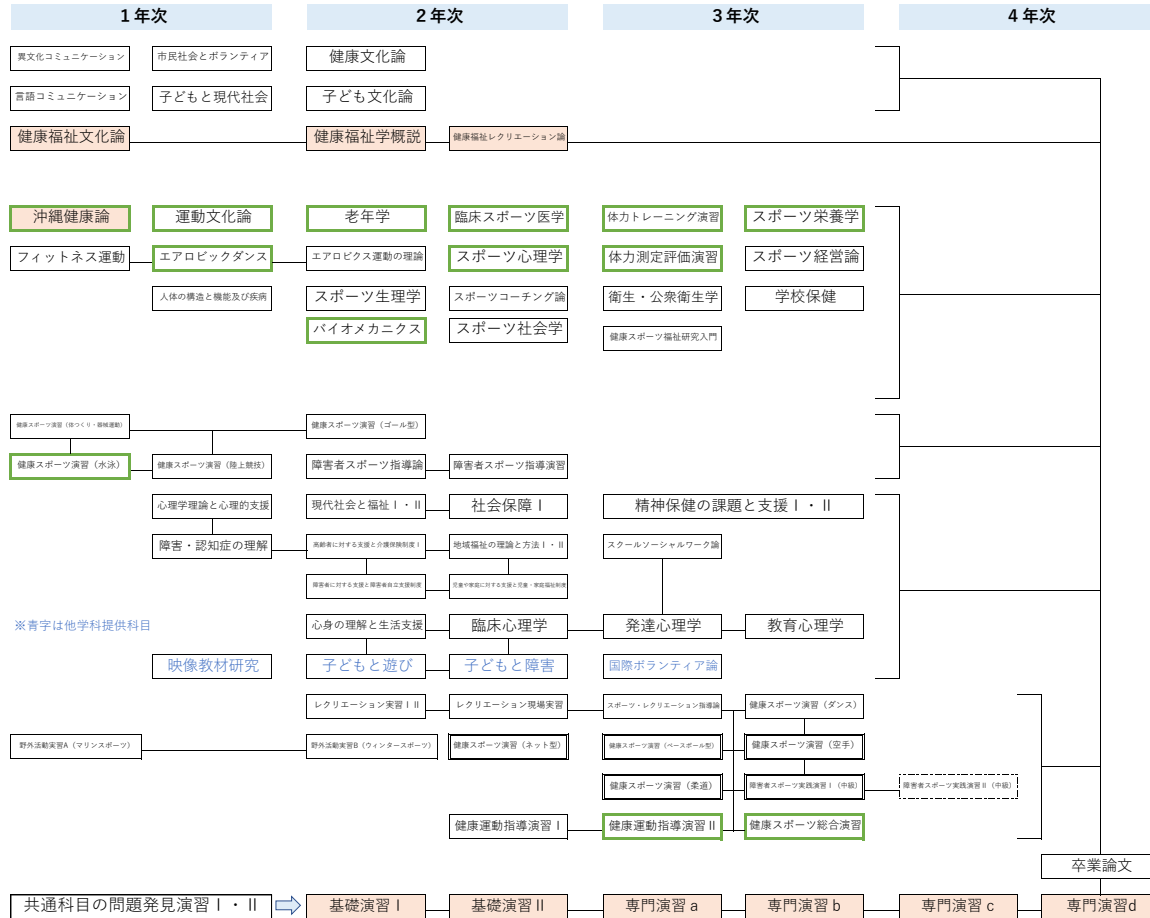 1年次 2年次 3年次 4年次
異文化コミュニケーション 市民社会とボランティア 健康文化論
言語コミュニケーション 子どもと現代社会 子ども文化論
健康福祉文化論 健康福祉学概説 健康福祉レクリエーション論
沖縄健康論 運動文化論 老年学 臨床スポーツ医学 体力トレーニング演習 スポーツ栄養学
フィットネス運動 エアロビックダンス エアロビクス運動の理論 スポーツ心理学 体力測定評価演習 スポーツ経営論
人体の構造と機能及び疾病 スポーツ生理学 スポーツコーチング論 衛生・公衆衛生学 学校保健
バイオメカニクス スポーツ社会学 健康スポーツ福祉研究入門
健康スポーツ演習（体つくり・器械運動） 健康スポーツ演習（ゴール型）
健康スポーツ演習（水泳） 健康スポーツ演習（陸上競技） 障害者スポーツ指導論 障害者スポーツ指導演習
心理学理論と心理的支援 現代社会と福祉Ⅰ・Ⅱ 社会保障Ⅰ 精神保健の課題と支援Ⅰ・Ⅱ
障害・認知症の理解 高齢者に対する支援と介護保険制度Ⅰ 地域福祉の理論と方法Ⅰ・Ⅱ スクールソーシャルワーク論
障害者に対する支援と障害者自立支援制度 児童や家庭に対する支援と児童・家庭福祉制度
※青字は他学科提供科目 心身の理解と生活支援 臨床心理学 発達心理学 教育心理学
映像教材研究 子どもと遊び 子どもと障害 国際ボランティア論
レクリエーション実習ⅠⅡ レクリエーション現場実習 スポーツ・レクリエーション指導論 健康スポーツ演習（ダンス）
野外活動実習A（マリンスポーツ） 野外活動実習B（ウィンタースポーツ） 健康スポーツ演習（ネット型） 健康スポーツ演習（ベースボール型） 健康スポーツ演習（空手）
健康スポーツ演習（柔道） 障害者スポーツ実践演習Ⅰ（中級） 障害者スポーツ実践演習Ⅱ（中級）
健康運動指導演習Ⅰ 健康運動指導演習Ⅱ 健康スポーツ総合演習
卒業論文
共通科目の問題発見演習Ⅰ・Ⅱ 基礎演習Ⅰ 基礎演習Ⅱ 専門演習a 専門演習b 専門演習c 専門演習d